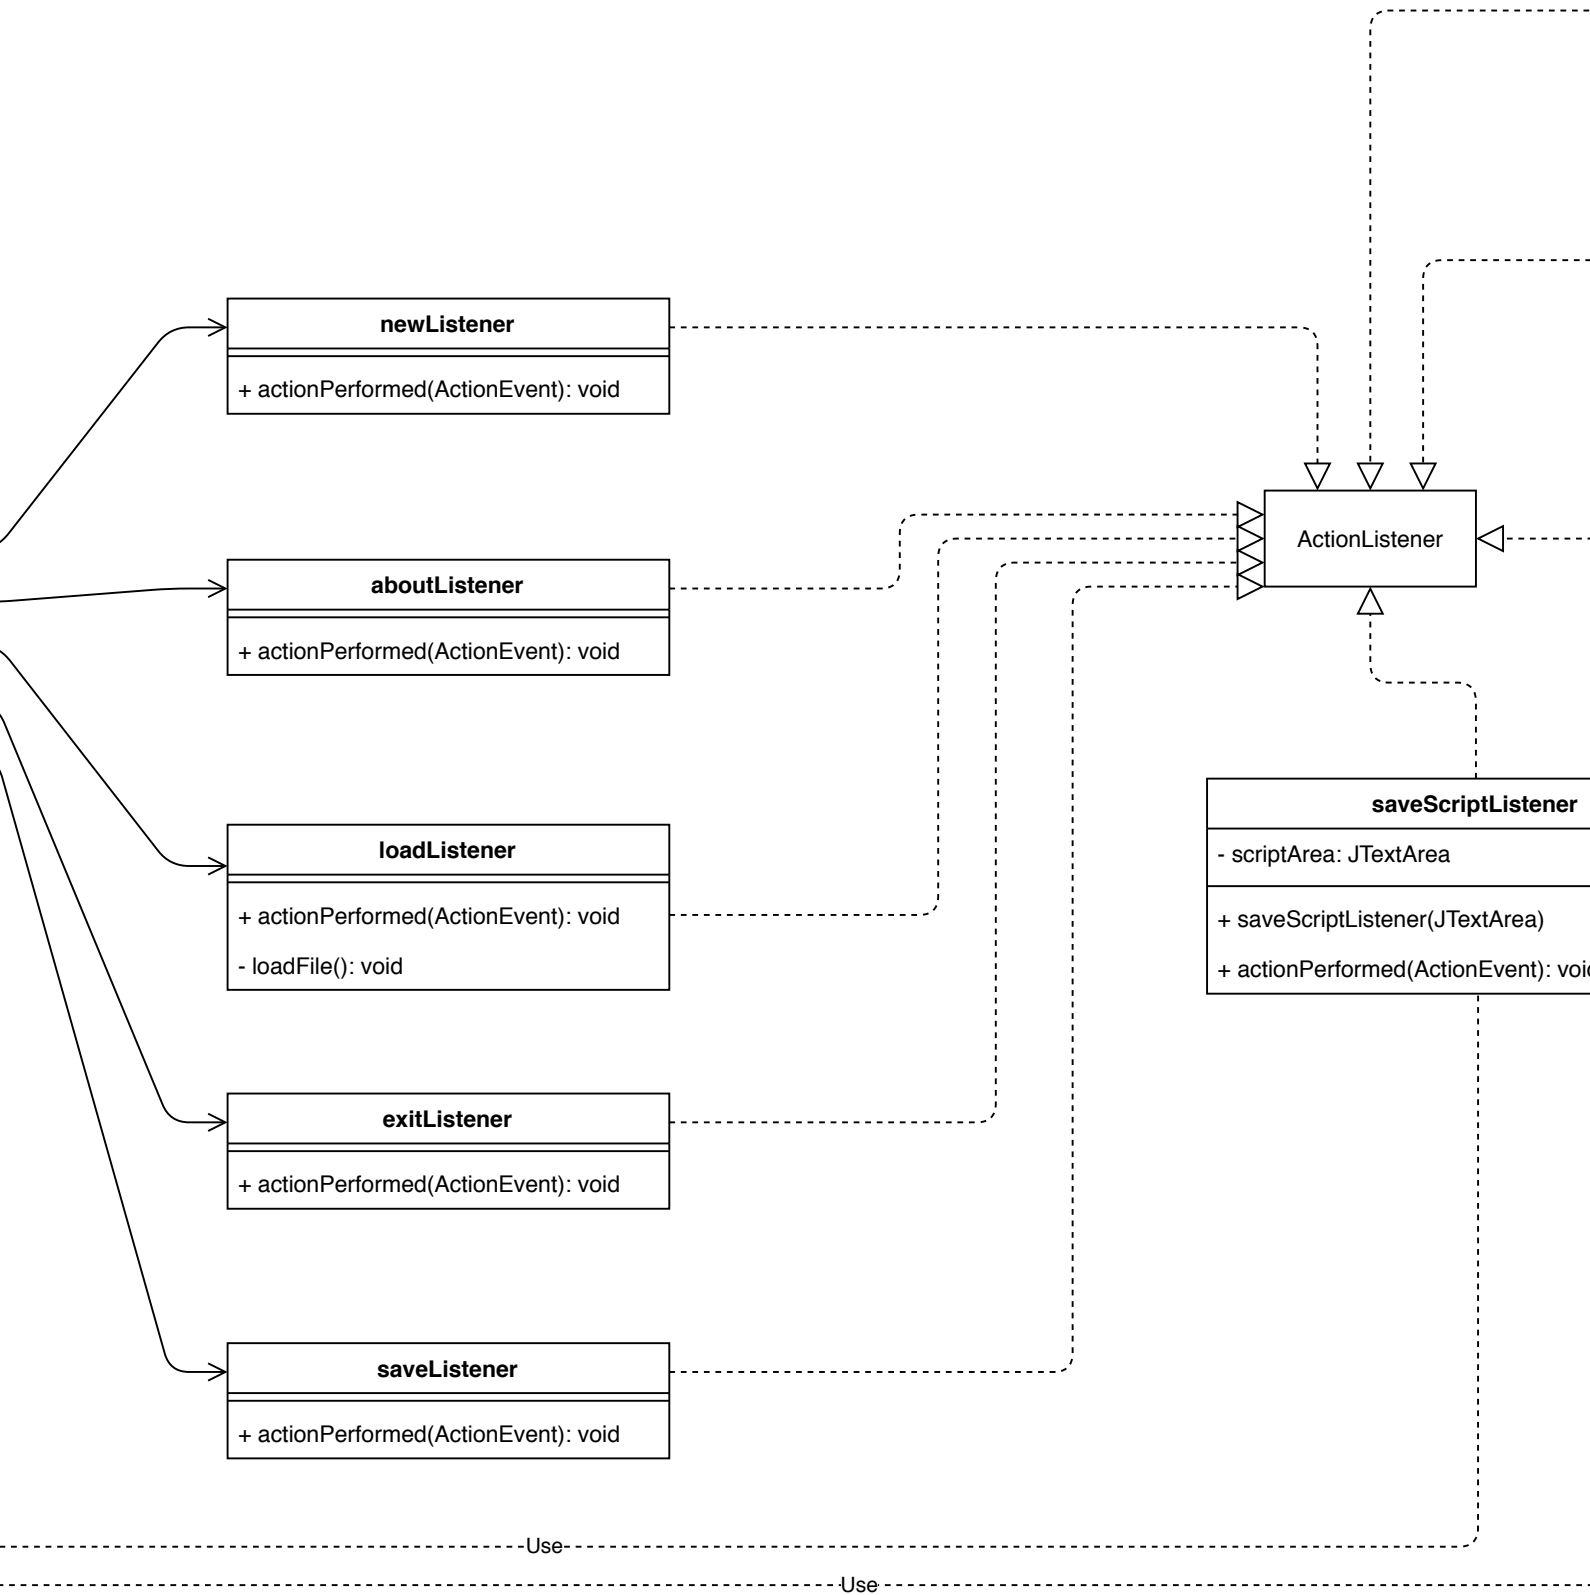 newListener
+ actionPerformed(ActionEvent): void
aboutListener
+ actionPerformed(ActionEvent): void
ActionListener
loadListener
+ actionPerformed(ActionEvent): void
- loadFile(): void
saveScriptListener
- scriptArea: JTextArea
+ saveScriptListener(JTextArea)
+ actionPerformed(ActionEvent): voi
exitListener
+ actionPerformed(ActionEvent): void
saveListener
+ actionPerformed(ActionEvent): void
Use
Use